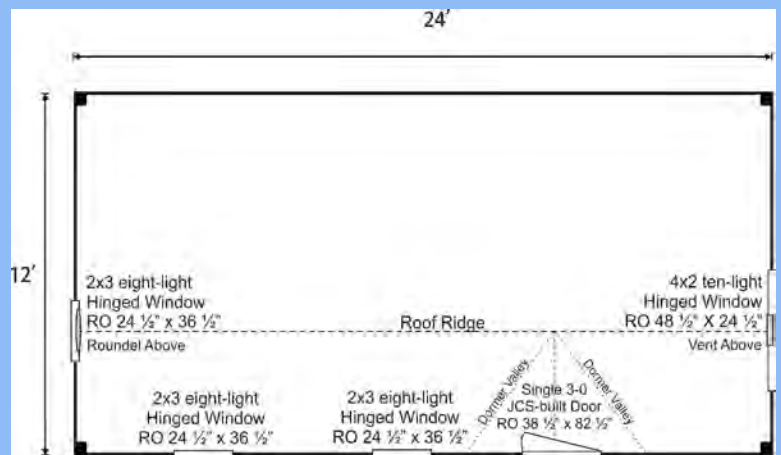 24'
12'
2x3 eight-light
Hinged Window
RO 24 ½" x 36 ½"
Roundel Above
Roof Ridge
4x2 ten-light
Hinged Window
RO 48 ½" X 24 ½"
Vent Above
2x3 eight-light
Hinged Window
RO 24 ½" x 36 ½"
2x3 eight-light
Hinged Window
RO 24 ½" x 36 ½"
Dormer Valley
Single 3-0
JCS-built Door
RO 38 ½" x 82 ½"
Dormer Valley